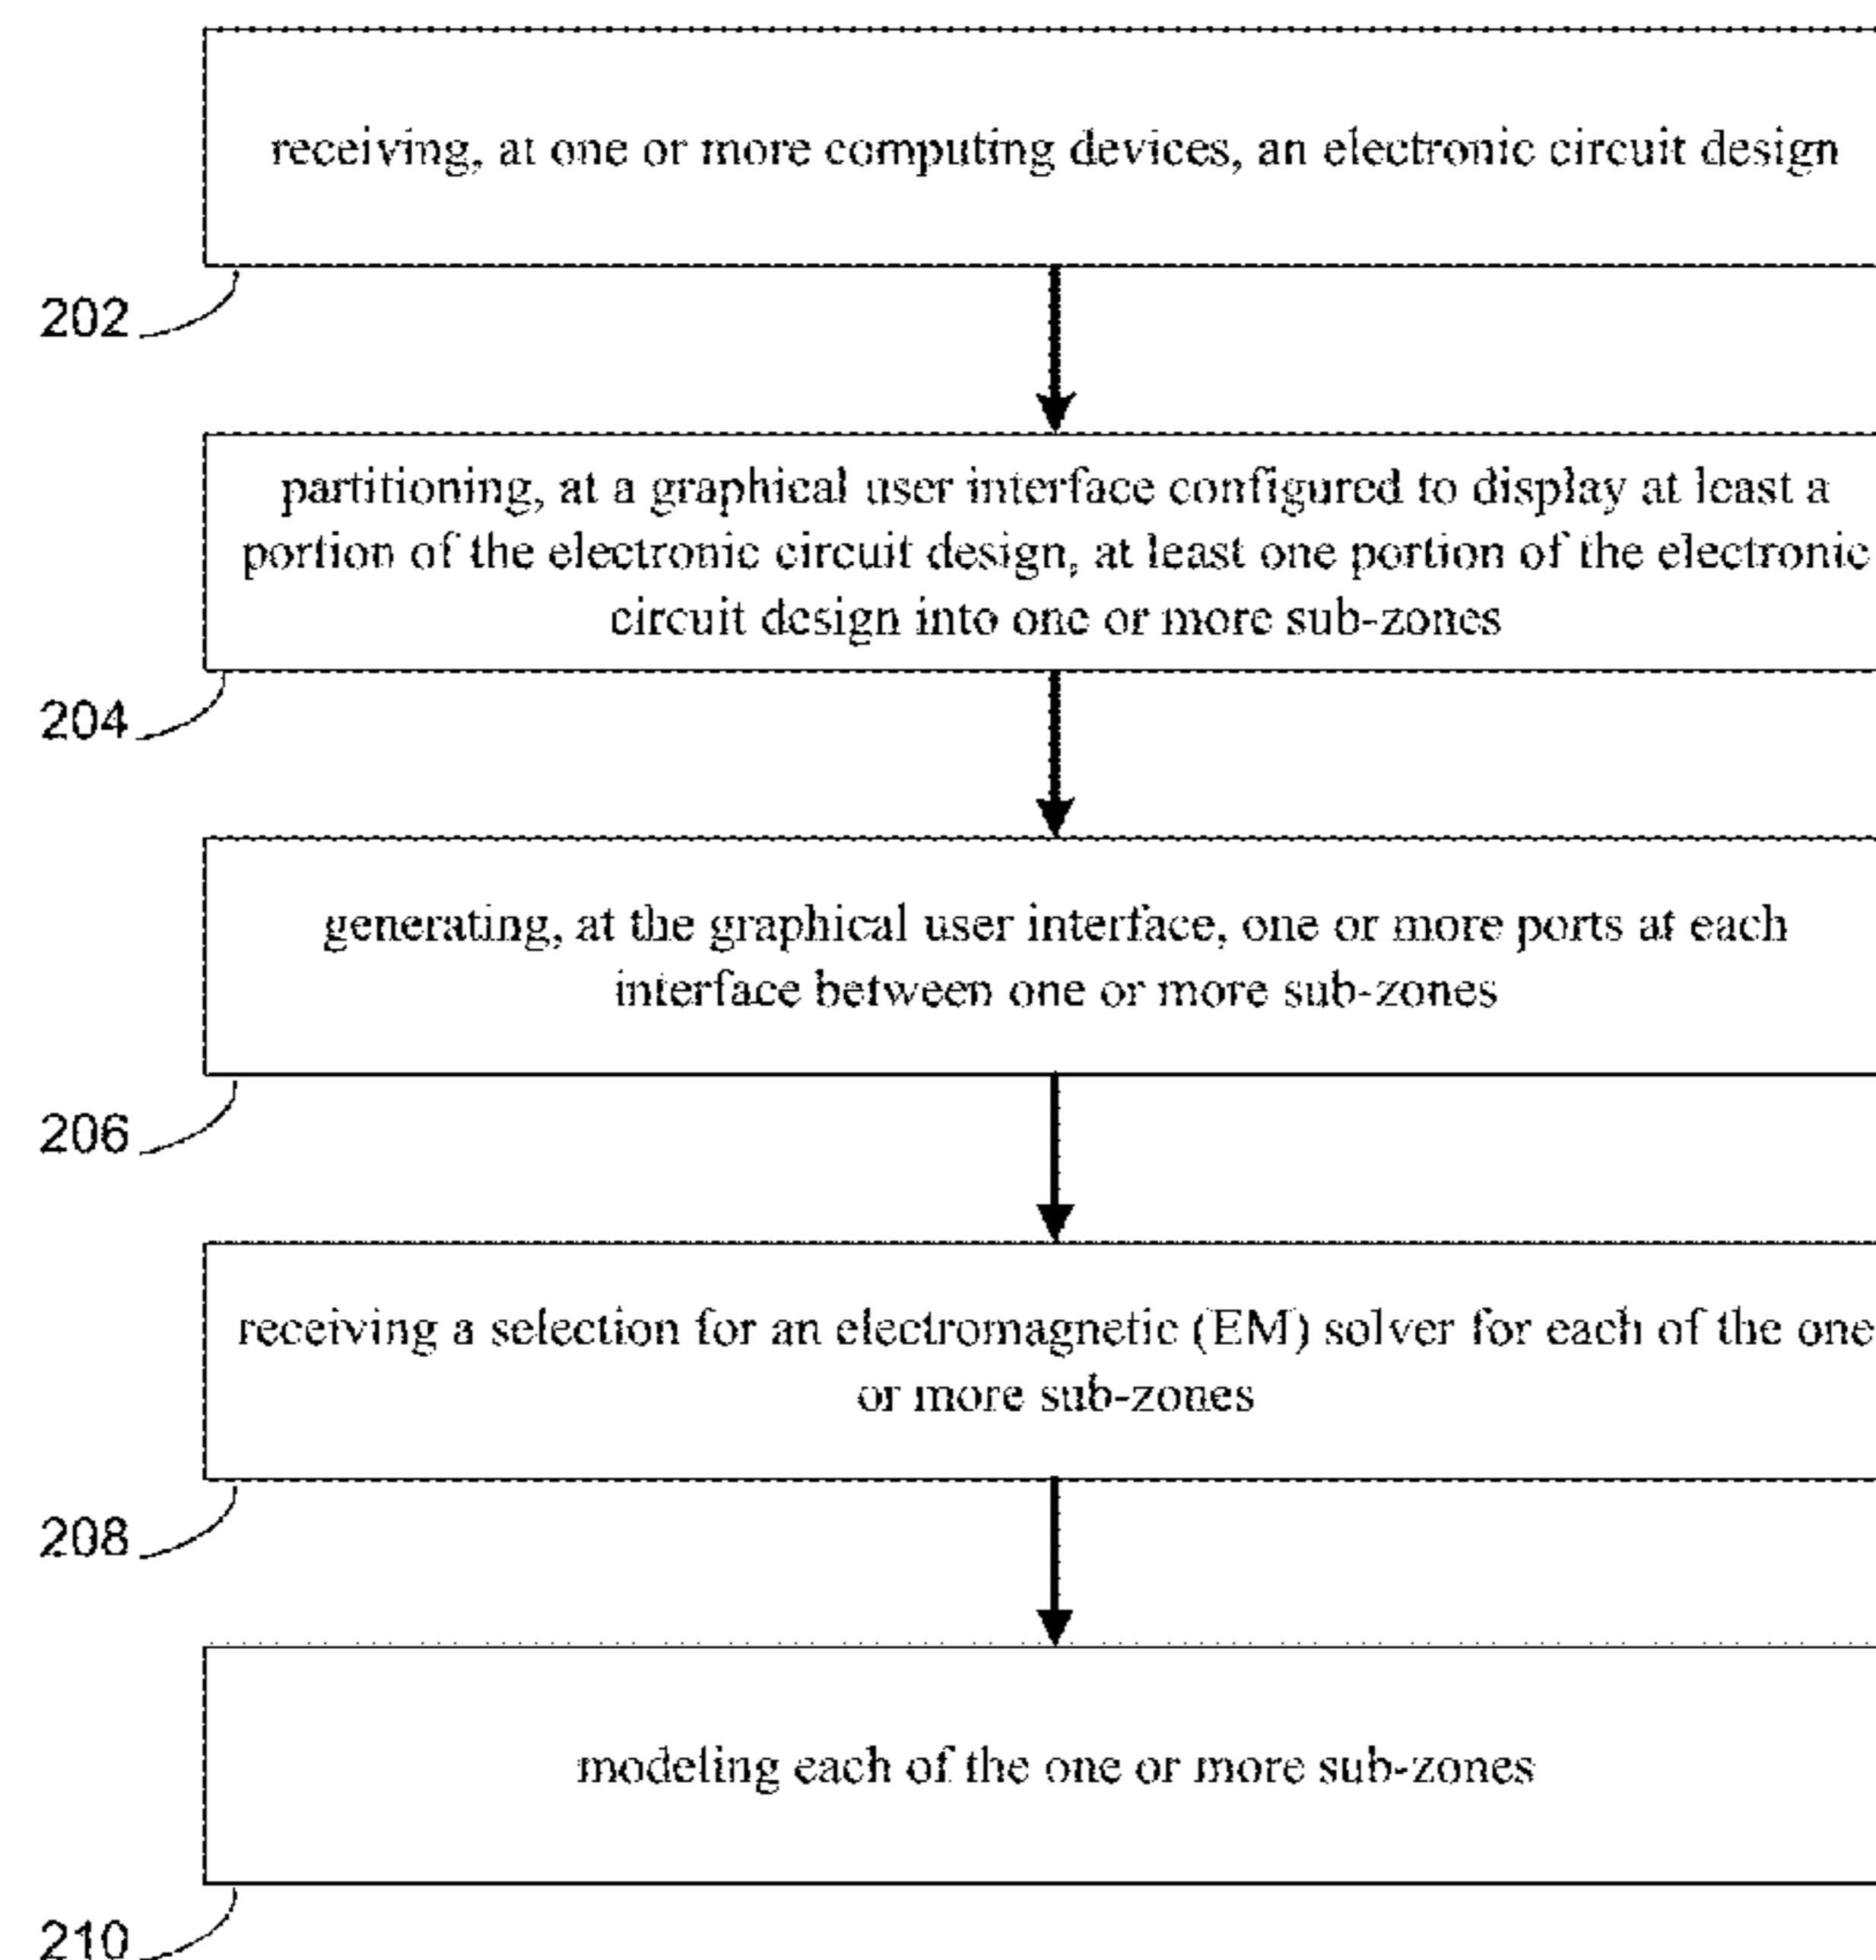 receiving, at one or more computing devices, an electronic circuit design
202
partitioning, at a graphical user interface configured to display at least a
portion of the electronic circuit design, at least one portion of the electronic
circuit design into one or more sub-zones
204
generating, at the graphical user interface, one or more ports at each
interface between one or more sub-zones
206
receiving a selection for an electromagnetic (EM) solver for each of the one
or more sub-zones
208
modeling each of the one or more sub-zones
210